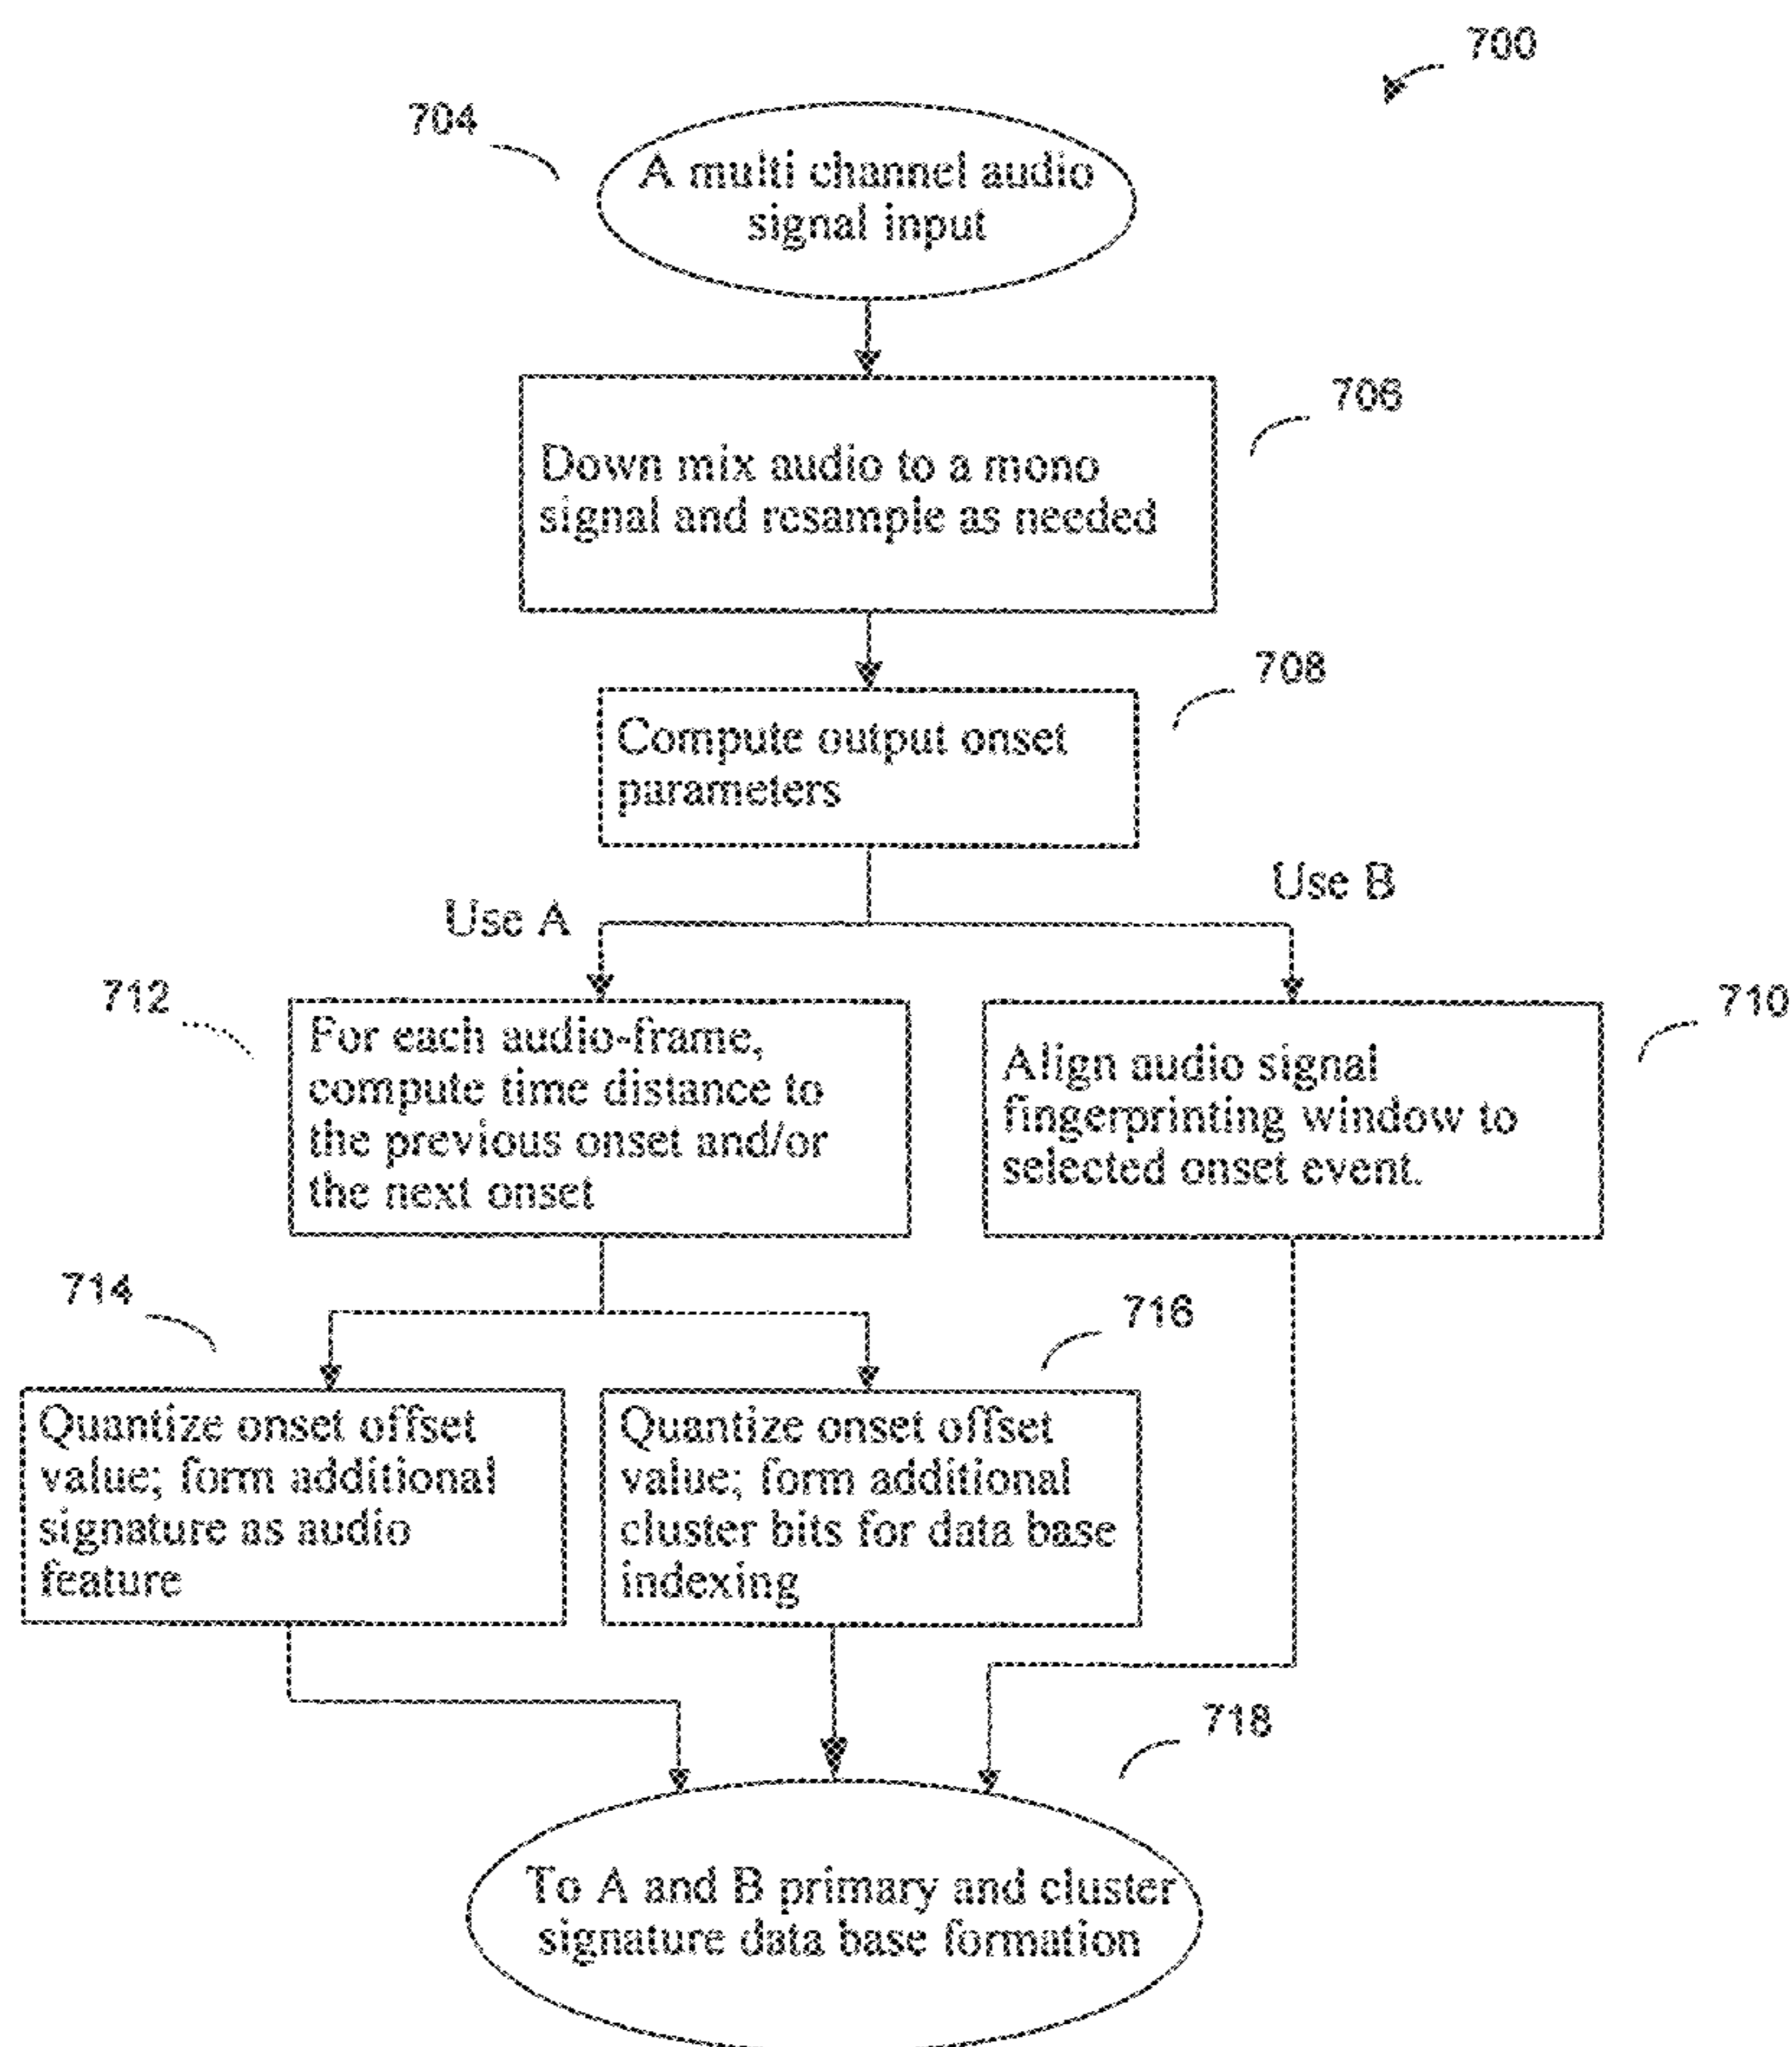 700
704
A multi channel audio
signal input
706
Down mix audio to a mono
signal and resample as needed
708
Compute output onset
parameters
Use A
Use B
712
For each audio-frame,
compute time distance to
the previous onset and/or
the next onset
710
Align audio signal
fingerprinting window to
selected onset event.
714
Quantize onset offset
value; form additional
signature as audio
feature
716
Quantize onset offset
value; form additional
cluster bits for data base
indexing
718
To A and B primary and cluster
signature data base formation